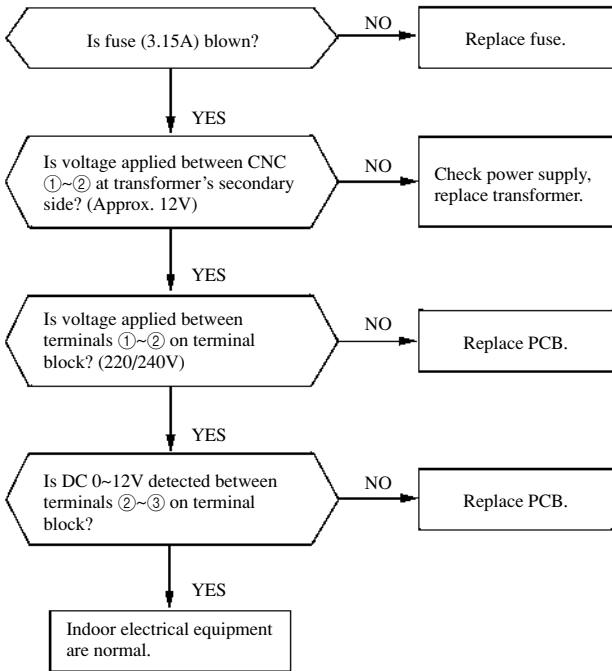 Is fuse (3.15A) blown?
NO
Replace fuse.
YES
Is voltage applied between CNC
①~② at transformer's secondary
side? (Approx. 12V)
NO
Check power supply,
replace transformer.
YES
Is voltage applied between
terminals ①~② on terminal
block? (220/240V)
NO
Replace PCB.
YES
Is DC 0~12V detected between
terminals ②~③ on terminal
block?
NO
Replace PCB.
YES
Indoor electrical equipment
are normal.